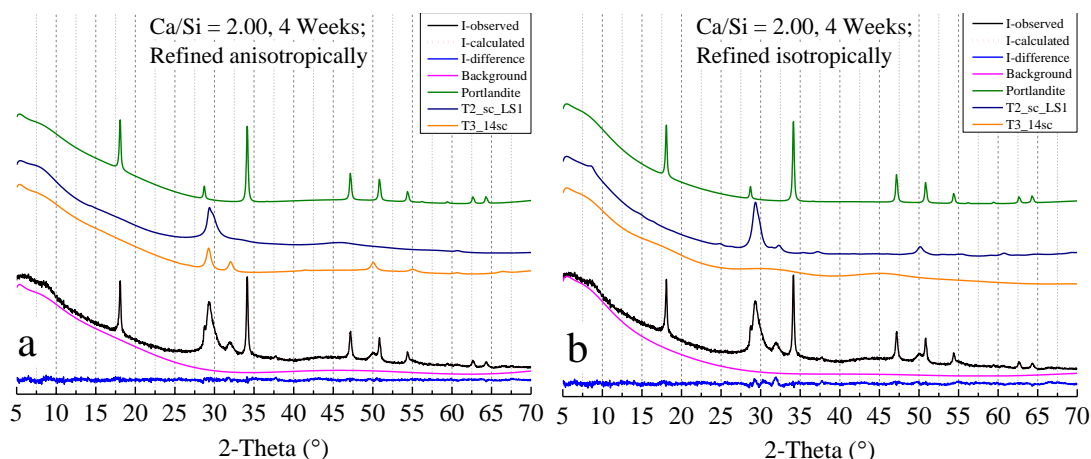 Ca/Si = 2.00, 4 Weeks;
Refined anisotropically
I-observed
I-calculated
I-difference
Background
Portlandite
T2_sc_LS1
T3_14sc
a
5 10 15 20 25 30 35 40 45 50 55 60 65 70
2-Theta (°)
Ca/Si = 2.00, 4 Weeks;
Refined isotropically
I-observed
I-calculated
I-difference
Background
Portlandite
T2_sc_LS1
T3_14sc
b
5 10 15 20 25 30 35 40 45 50 55 60 65 70
2-Theta (°)